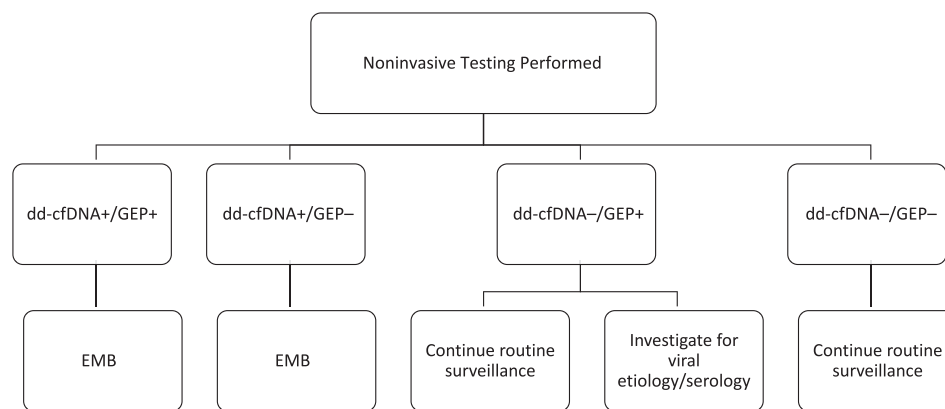 Noninvasive Testing Performed
dd-cfDNA+/GEP+
dd-cfDNA+/GEP–
dd-cfDNA–/GEP+
dd-cfDNA–/GEP–
EMB
EMB
Continue routine
surveillance
Investigate for
viral
etiology/serology
Continue routine
surveillance